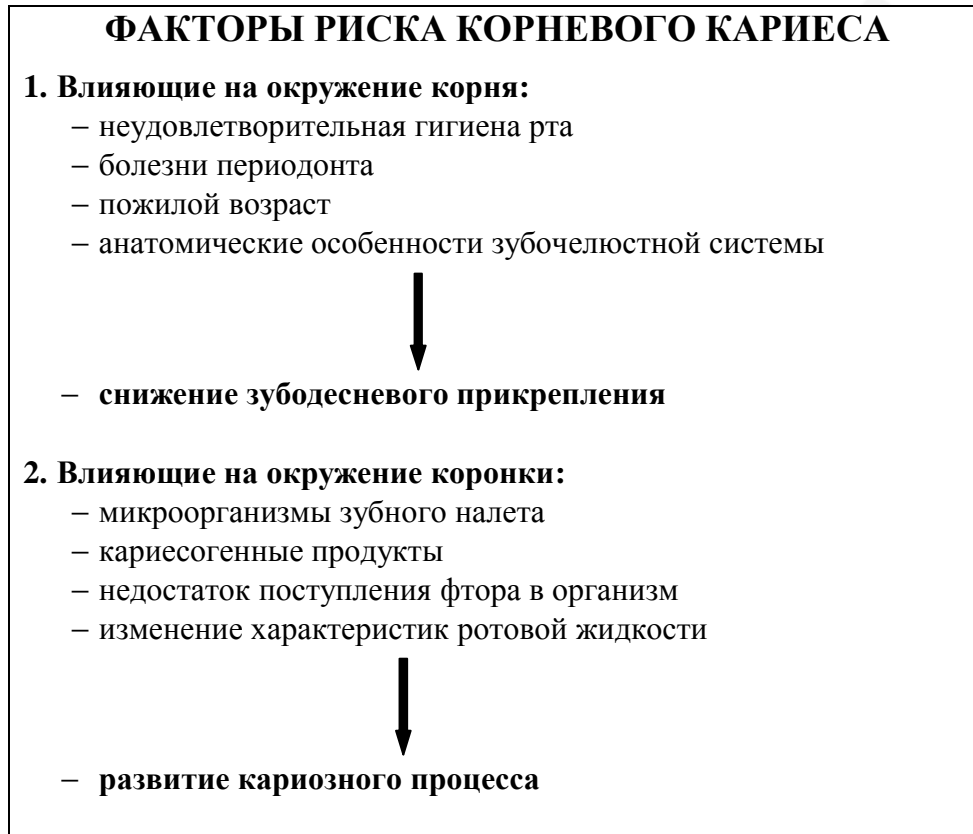 ФАКТОРЫ РИСКА КОРНЕВОГО КАРИЕСА
1. Влияющие на окружение корня:
– неудовлетворительная гигиена рта
– болезни периодонта
– пожилой возраст
– анатомические особенности зубочелюстной системы
– снижение зубодесневого прикрепления
2. Влияющие на окружение коронки:
– микроорганизмы зубного налета
– кариесогенные продукты
– недостаток поступления фтора в организм
– изменение характеристик ротовой жидкости
– развитие кариозного процесса